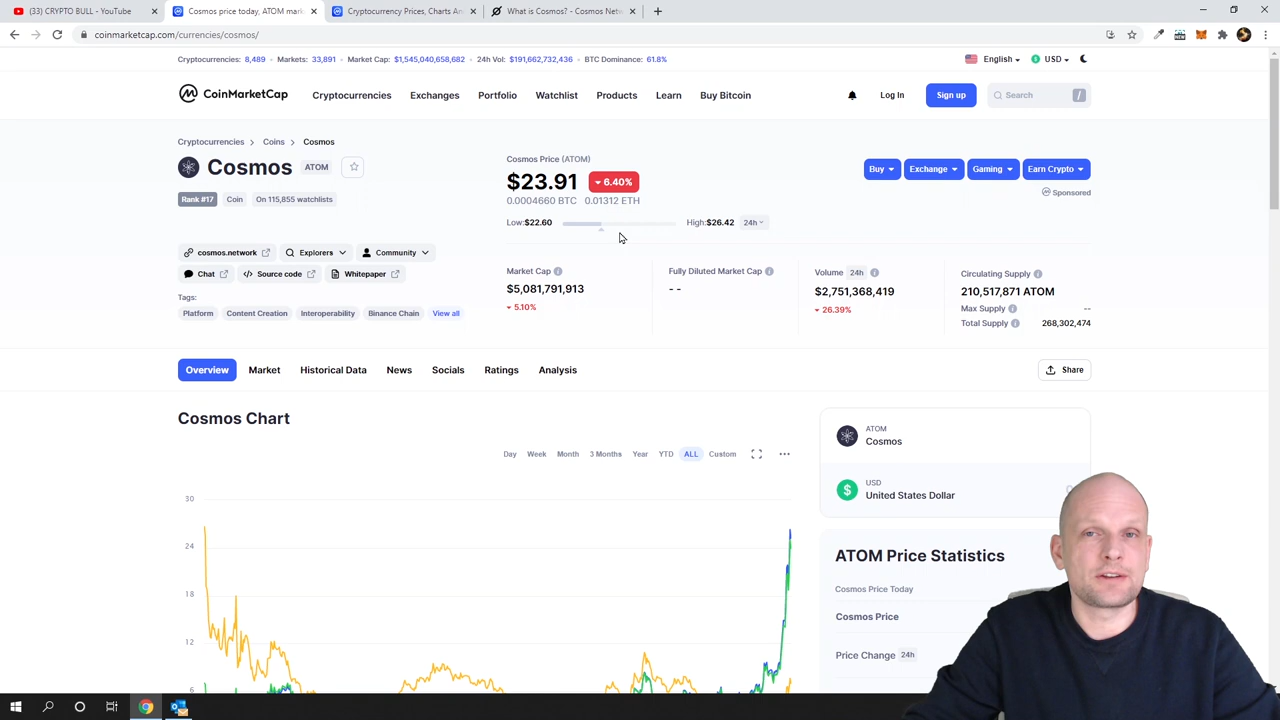 (33) CRYPTO BULL - YouTube
Cosmos price today, ATOM mark
Cryptocurrency Prices, Charts An
What is Cosmos? - Cosmos Netw
coinmarketcap.com/currencies/cosmos/
Cryptocurrencies: 8,489 Markets: 33,891 Market Cap: $1,545,040,658,682 24h Vol: $191,662,732,436 BTC Dominance: 61.8% English USD
CoinMarketCap Cryptocurrencies Exchanges Portfolio Watchlist Products Learn Buy Bitcoin Log In Sign up Search /
Cryptocurrencies > Coins > Cosmos
Cosmos ATOM
Rank #17 Coin On 115,855 watchlists
Cosmos Price (ATOM)
$23.91 6.40%
0.0004660 BTC 0.01312 ETH
Low:$22.60 High:$26.42 24h
Buy Exchange Gaming Earn Crypto
Sponsored
cosmos.network Explorers Community
Chat Source code Whitepaper
Tags:
Platform Content Creation Interoperability Binance Chain View all
Market Cap
$5,081,791,913
5.10%
Fully Diluted Market Cap
- -
Volume 24h
$2,751,368,419
26.39%
Circulating Supply
210,517,871 ATOM
Max Supply --
Total Supply 268,302,474
Overview Market Historical Data News Socials Ratings Analysis Share
Cosmos Chart
Day Week Month 3 Months Year YTD ALL Custom
30
24
18
12
6
ATOM
Cosmos
USD
United States Dollar
ATOM Price Statistics
Cosmos Price Today
Cosmos Price
Price Change 24h